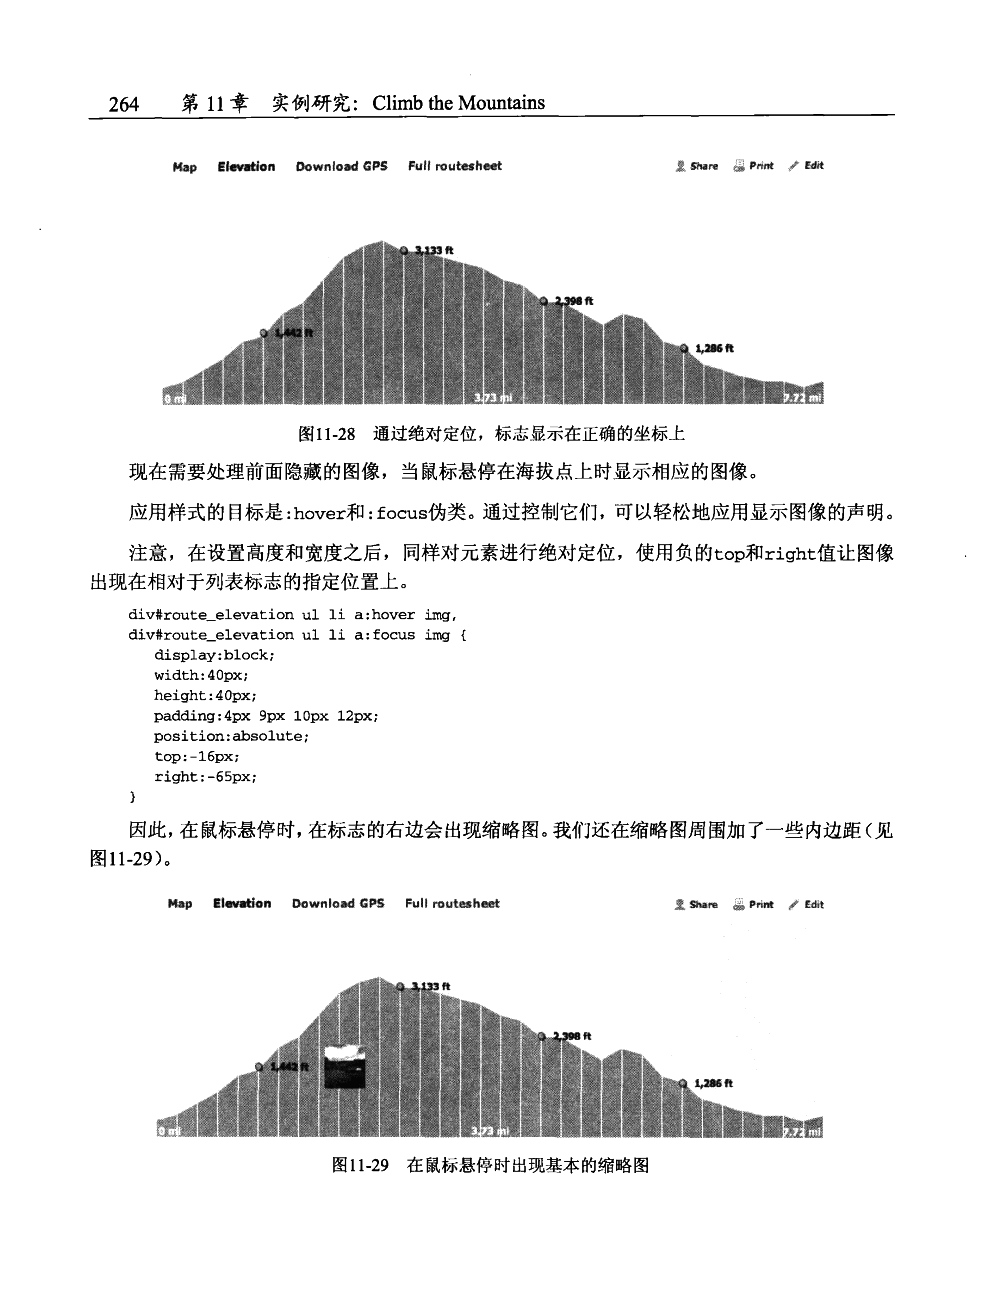 264 第 11 章 实例研究：Climb the Mountains
Map Elevation Download GPS Full routesheet Share Print Edit
3,133 ft
2,398 ft
1,442 ft
1,286 ft
0 mi 3.73 mi 7.72 mi
图11-28 通过绝对定位，标志显示在正确的坐标上
现在需要处理前面隐藏的图像，当鼠标悬停在海拔点上时显示相应的图像。
应用样式的目标是:hover和:focus伪类。通过控制它们，可以轻松地应用显示图像的声明。
注意，在设置高度和宽度之后，同样对元素进行绝对定位，使用负的top和right值让图像
出现在相对于列表标志的指定位置上。
div#route_elevation ul li a:hover img,
div#route_elevation ul li a:focus img {
display:block;
width:40px;
height:40px;
padding:4px 9px 10px 12px;
position:absolute;
top:-16px;
right:-65px;
}
因此，在鼠标悬停时，在标志的右边会出现缩略图。我们还在缩略图周围加了一些内边距（见
图11-29）。
Map Elevation Download GPS Full routesheet Share Print Edit
3,133 ft
2,398 ft
1,442 ft
1,286 ft
0 mi 3.73 mi 7.72 mi
图11-29 在鼠标悬停时出现基本的缩略图